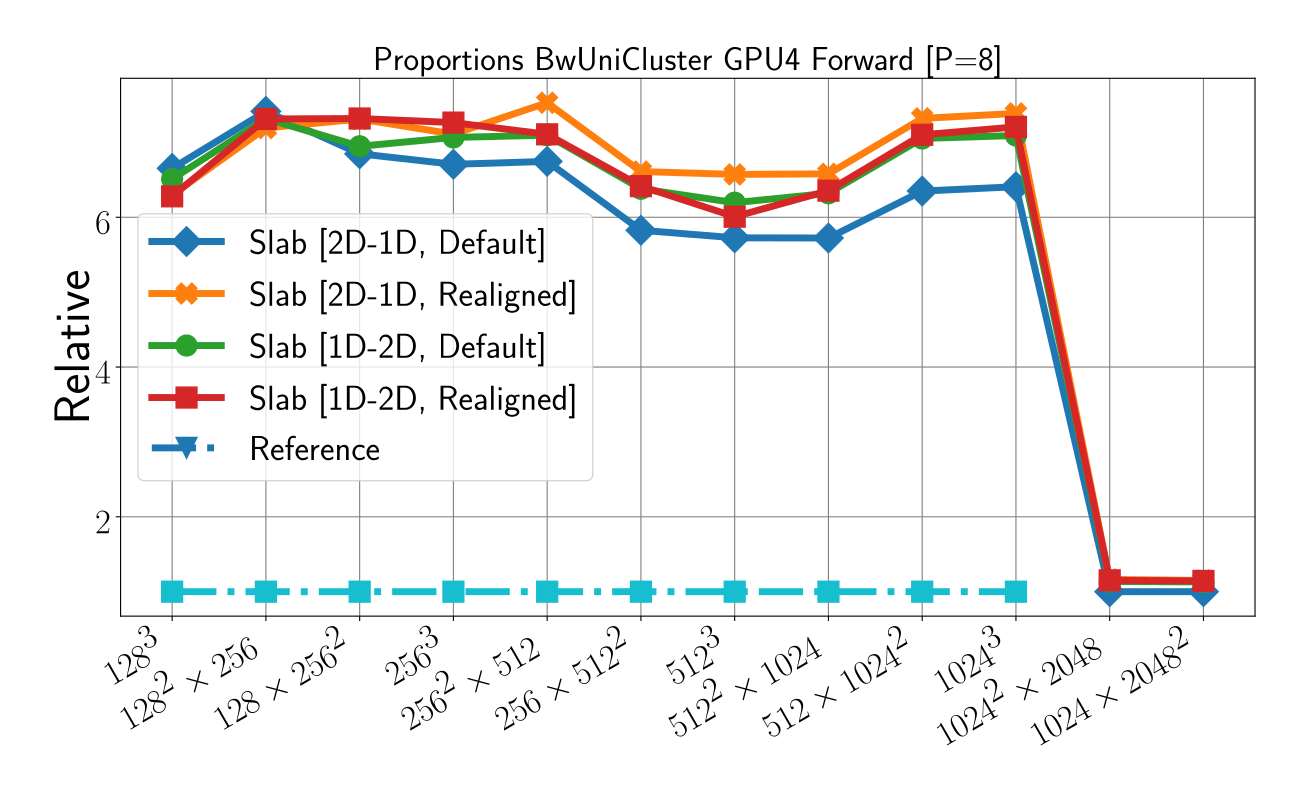 Proportions BwUniCluster GPU4 Forward [P=8]
Relative
6
4
2
Slab [2D-1D, Default]
Slab [2D-1D, Realigned]
Slab [1D-2D, Default]
Slab [1D-2D, Realigned]
Reference
128³
128² × 256
128 × 256²
256³
256² × 512
256 × 512²
512³
512² × 1024
512 × 1024²
1024³
1024² × 2048
1024 × 2048²